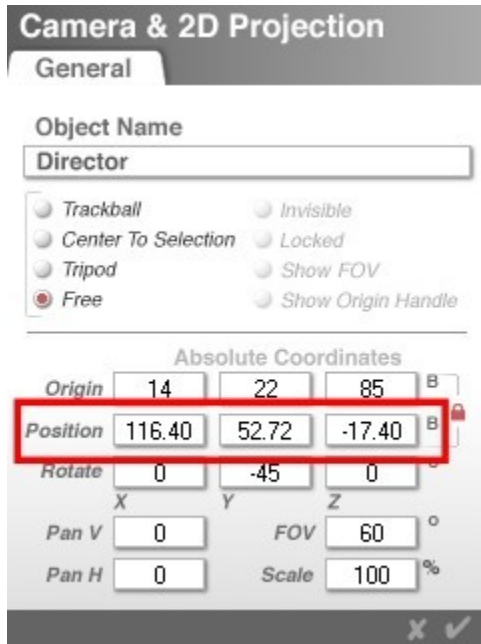 Camera & 2D Projection
General
Object Name
Director
Trackball Invisible
Center To Selection Locked
Tripod Show FOV
Free Show Origin Handle
Absolute Coordinates
Origin 14 22 85 B
Position 116.40 52.72 -17.40 B
Rotate 0 -45 0 °
X Y Z
Pan V 0 FOV 60 °
Pan H 0 Scale 100 %